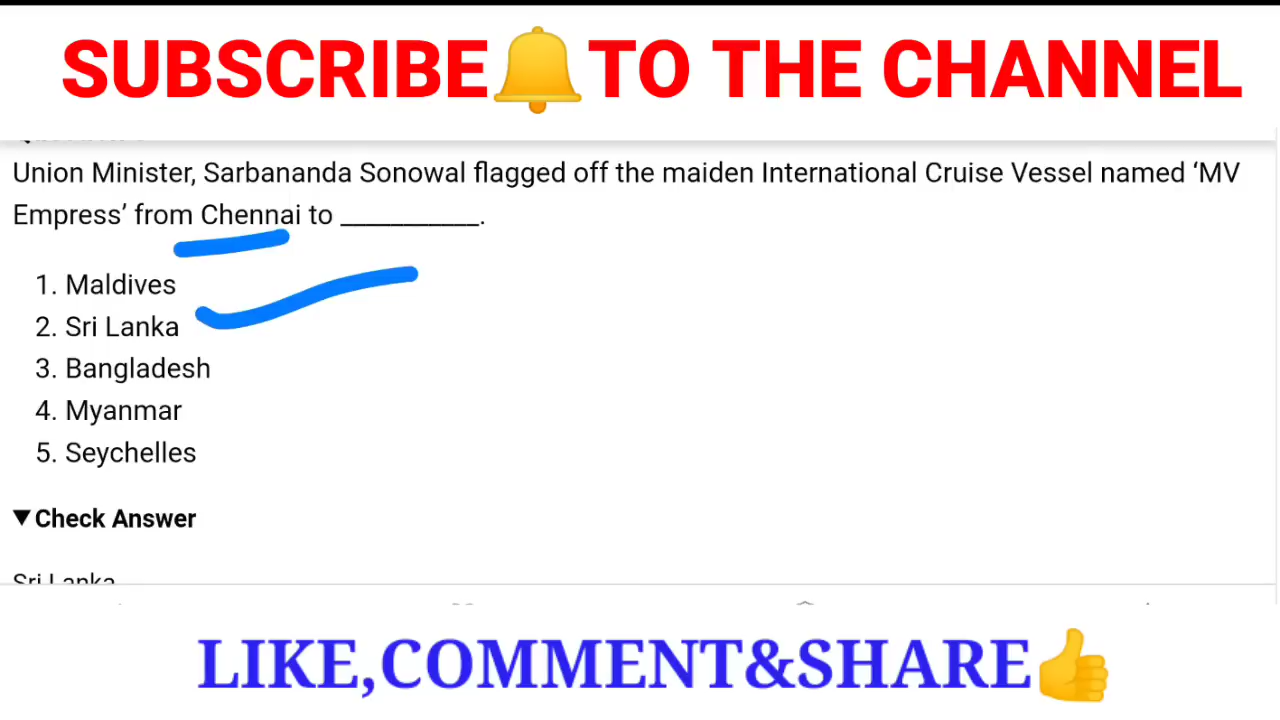 SUBSCRIBE🔔TO THE CHANNEL
Union Minister, Sarbananda Sonowal flagged off the maiden International Cruise Vessel named ‘MV
Empress’ from Chennai to ___________.
1. Maldives
2. Sri Lanka
3. Bangladesh
4. Myanmar
5. Seychelles
▼Check Answer
Sri Lanka
LIKE,COMMENT&SHARE👍